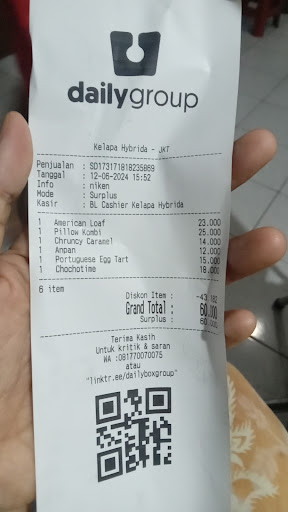 dailygroup
Kelapa Hybrida - JKT
Penjualan : SD173171818235869
Tanggal : 12-06-2024 15:52
Info : niken
Mode : Surplus
Kasir : BL Cashier Kelapa Hybrida
1 American Loaf 23.000
1 Pillow Kombi 25.000
1 Chruncy Caramel 14.000
1 Anpan 12.000
1 Portuguese Egg Tart 15.000
1 Chochotime 18.000
6 item
Diskon Item :
Grand Total : 60.000
Surplus :
Terima Kasih
Untuk kritik & saran
WA :081770070075
atau
"linktr.ee/dailyboxgroup"